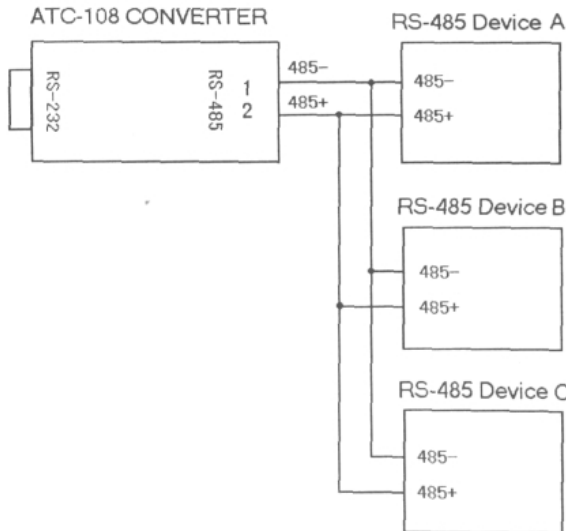 ATC-108 CONVERTER
RS-232
RS-485
1
2
485-
485+
RS-485 Device A
485-
485+
RS-485 Device B
485-
485+
RS-485 Device C
485-
485+